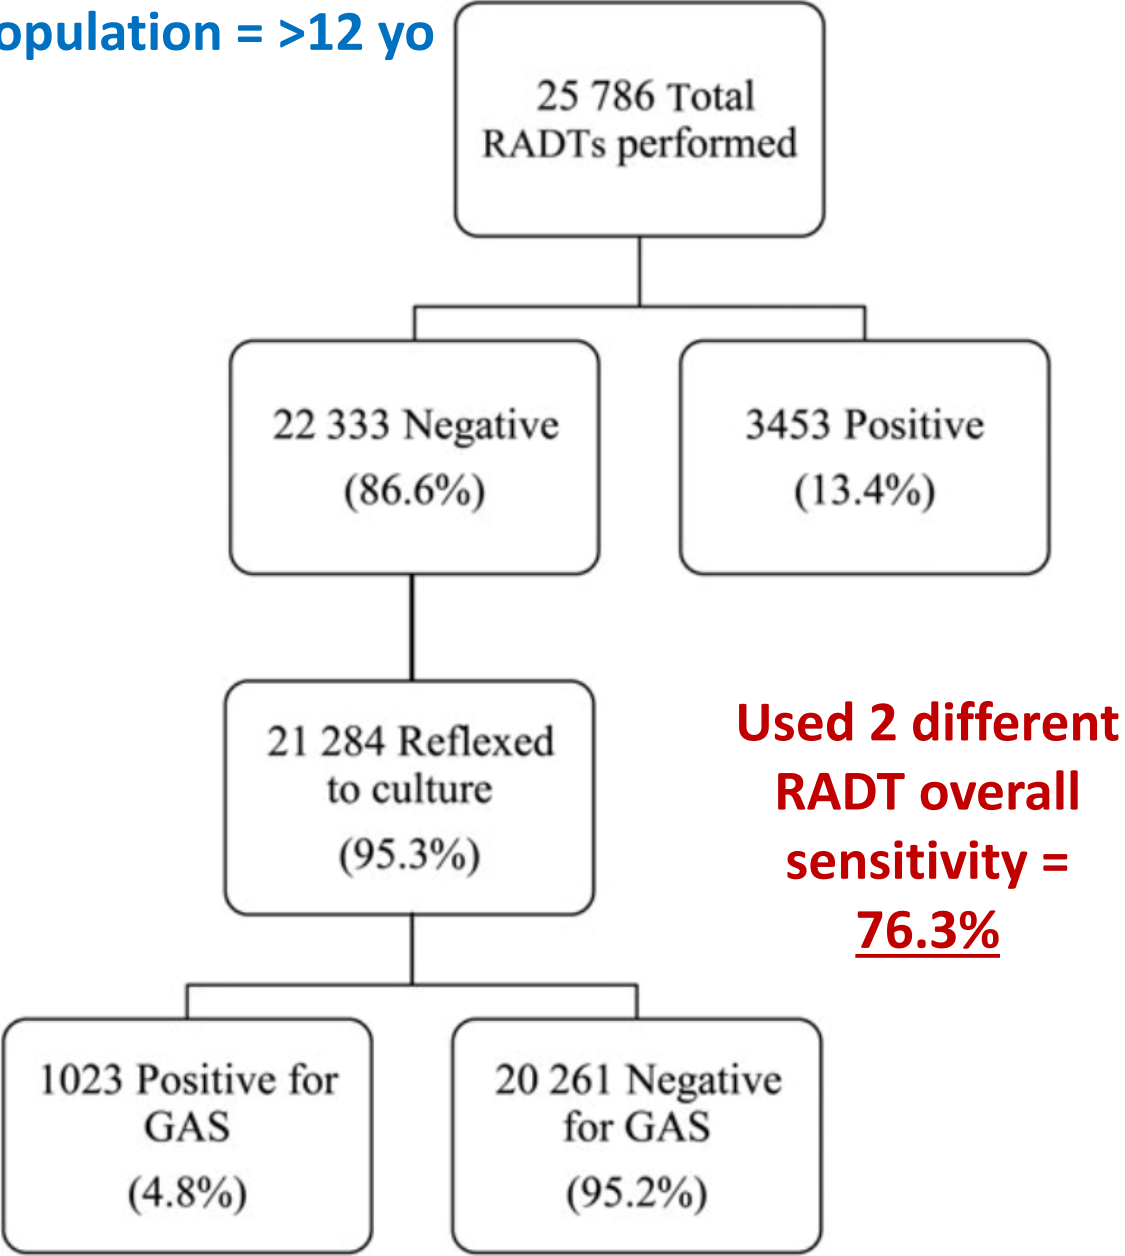 opulation = >12 yo
25 786 Total
RADTs performed
22 333 Negative
(86.6%)
3453 Positive
(13.4%)
21 284 Reflexed
to culture
(95.3%)
Used 2 different
RADT overall
sensitivity =
76.3%
1023 Positive for
GAS
(4.8%)
20 261 Negative
for GAS
(95.2%)